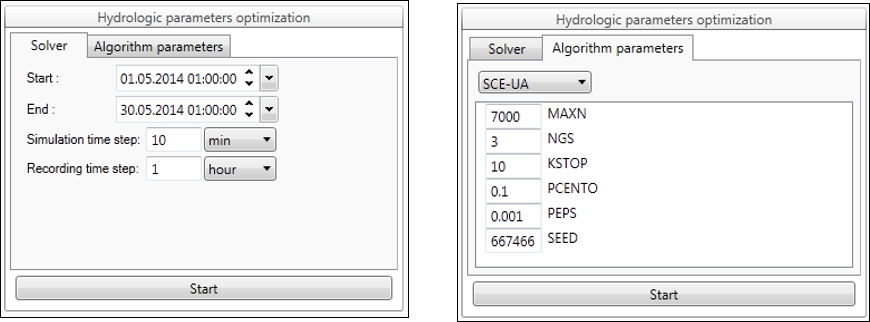 Hydrologic parameters optimization
Solver Algorithm parameters
Start : 01.05.2014 01:00:00
End : 30.05.2014 01:00:00
Simulation time step: 10 min
Recording time step: 1 hour
Start
Hydrologic parameters optimization
Solver Algorithm parameters
SCE-UA
7000 MAXN
3 NGS
10 KSTOP
0.1 PCENTO
0.001 PEPS
667466 SEED
Start